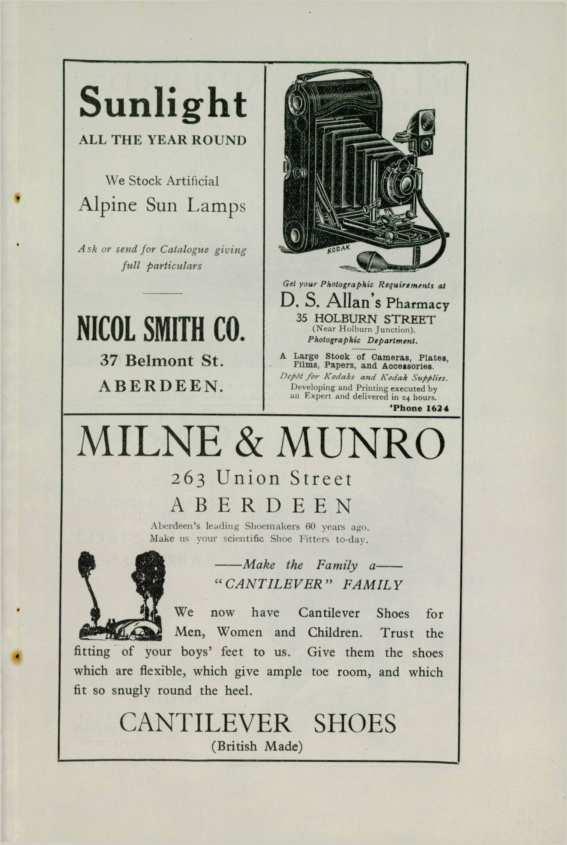 Sunlight
ALL THE YEAR ROUND
We Stock Artificial
Alpine Sun Lamps
Ask or send for Catalogue giving
full particulars
NICOL SMITH CO.
37 Belmont St.
ABERDEEN.
KODAK
Get your Photographic Requirements at
D. S. Allan's Pharmacy
35 HOLBURN STREET
(Near Holburn Junction).
Photographic Department.
A Large Stock of Cameras, Plates,
Films, Papers, and Accessories.
Depôt for Kodaks and Kodak Supplies.
Developing and Printing executed by
an Expert and delivered in 24 hours.
'Phone 1624
MILNE & MUNRO
263 Union Street
ABERDEEN
Aberdeen's leading Shoemakers 60 years ago.
Make us your scientific Shoe Fitters to-day.
——Make the Family a——
"CANTILEVER" FAMILY
We now have Cantilever Shoes for
Men, Women and Children. Trust the
fitting of your boys' feet to us. Give them the shoes
which are flexible, which give ample toe room, and which
fit so snugly round the heel.
CANTILEVER SHOES
(British Made)